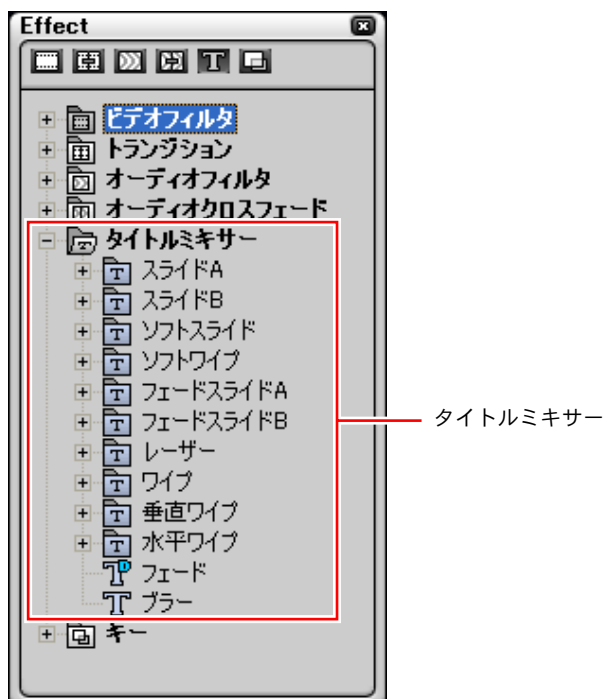 Effect
ビデオフィルタ
トランジション
オーディオフィルタ
オーディオクロスフェード
タイトルミキサー
スライドA
スライドB
ソフトスライド
ソフトワイプ
フェードスライドA
フェードスライドB
タイトルミキサー
レーザー
ワイプ
垂直ワイプ
水平ワイプ
フェード
ブラー
キー